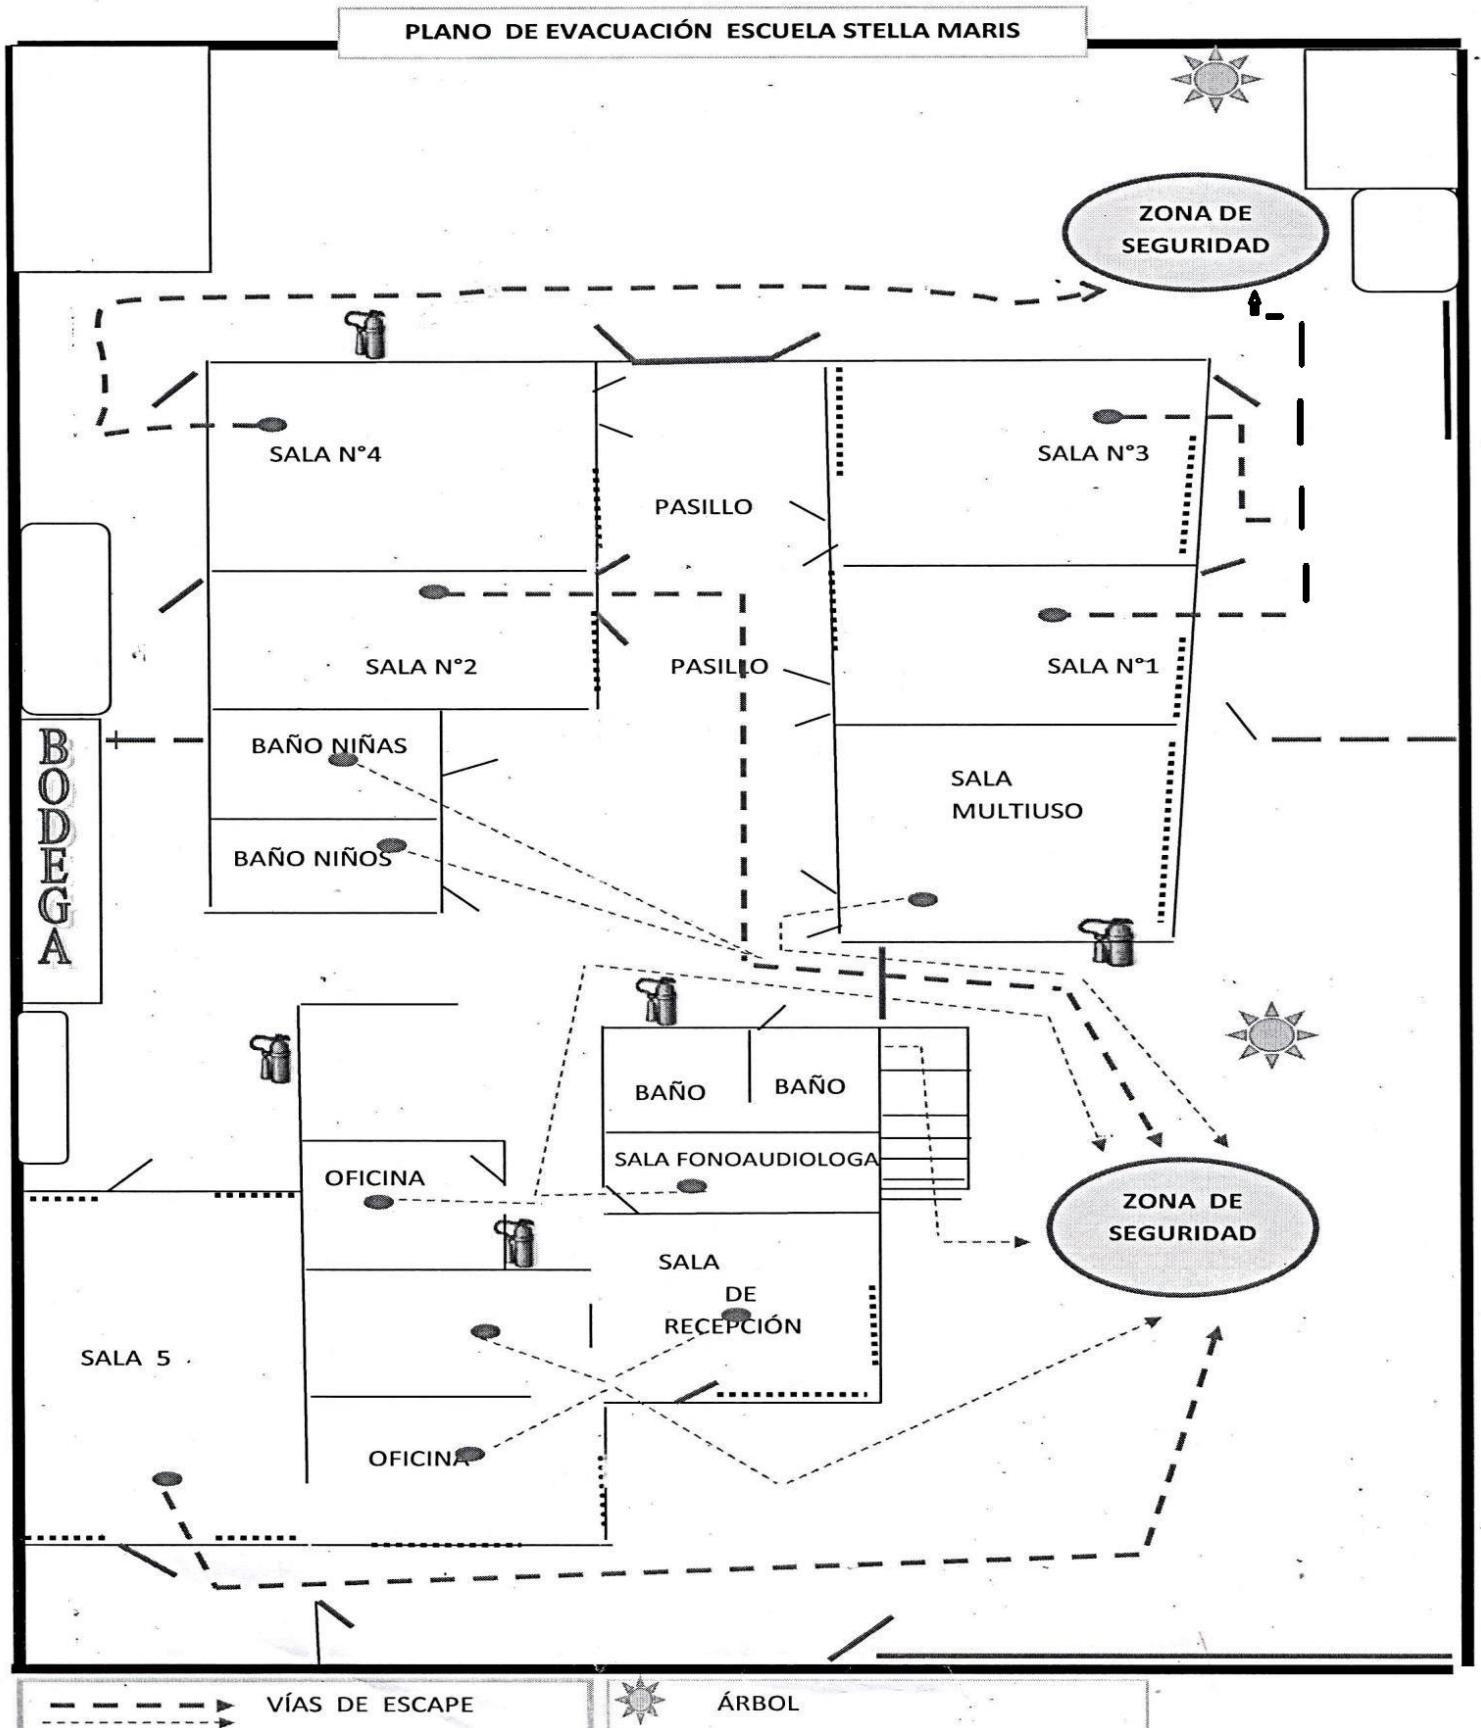 PLANO DE EVACUACIÓN ESCUELA STELLA MARIS
ZONA DE
SEGURIDAD
SALA N°4
SALA N°3
PASILLO
SALA N°2
PASILLO
SALA N°1
BODEGA
BAÑO NIÑAS
SALA
MULTIUSO
BAÑO NIÑOS
BAÑO
BAÑO
SALA FONOAUDIOLOGA
OFICINA
ZONA DE
SEGURIDAD
SALA
DE
RECEPCIÓN
SALA 5
OFICINA
VÍAS DE ESCAPE
ÁRBOL